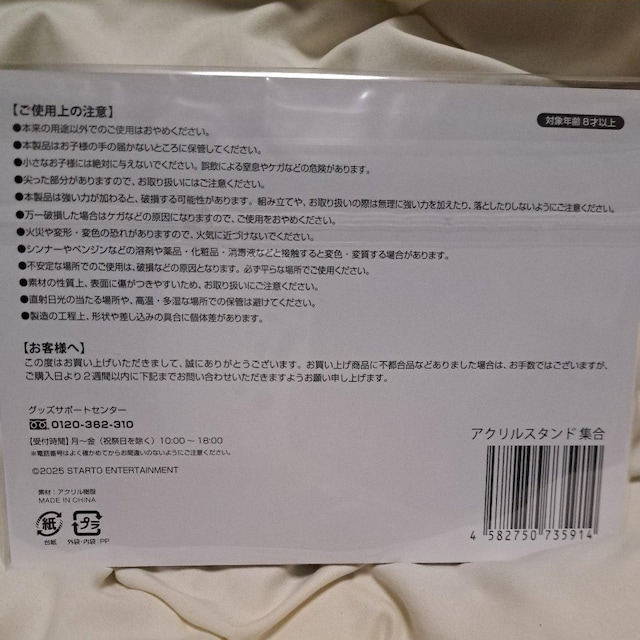 【ご使用上の注意】
対象年齢8才以上
●本来の用途以外でのご使用はおやめください。
●本製品はお子様の手の届かないところに保管してください。
●小さなお子様には絶対に与えないでください。誤飲による窒息やケガなどの危険があります。
●尖った部分がありますので、お取り扱いにはご注意ください。
●本製品は強い力が加わると、破損する可能性があります。組み立てや、お取り扱いの際は無理に強い力を加えたり、落としたりしないようにご注意ください。
●万一破損した場合はケガなどの原因になりますので、ご使用をおやめください。
●火災や変形・変色の恐れがありますので、火気に近づけないでください。
●シンナーやベンジンなどの溶剤や薬品・化粧品・消毒液などと接触すると変色・変質する場合があります。
●不安定な場所でのご使用は、破損などの原因となります。必ず平らな場所でご使用ください。
●素材の性質上、表面に傷がつきやすいため、お取り扱いにご注意ください。
●直射日光の当たる場所や、高温・多湿な場所での保管は避けてください。
●製造の工程上、形状や差し込みの具合に個体差があります。
【お客様へ】
この度はお買い上げいただきまして、誠にありがとうございます。お買い上げ商品に不都合品などありました場合は、お手数ではございますが、
ご購入日より2週間以内に下記までお問い合わせいただきますようお願い申し上げます。
グッズサポートセンター
0120-382-310
【受付時間】月〜金（祝祭日を除く）10:00〜18:00
※電話番号はよく確かめてからお間違いのないようにご注意ください。
©2025 STARTO ENTERTAINMENT
素材：アクリル樹脂
MADE IN CHINA
紙
台紙
プラ
外袋・内袋 PP
アクリルスタンド 集合
4 582750 735914